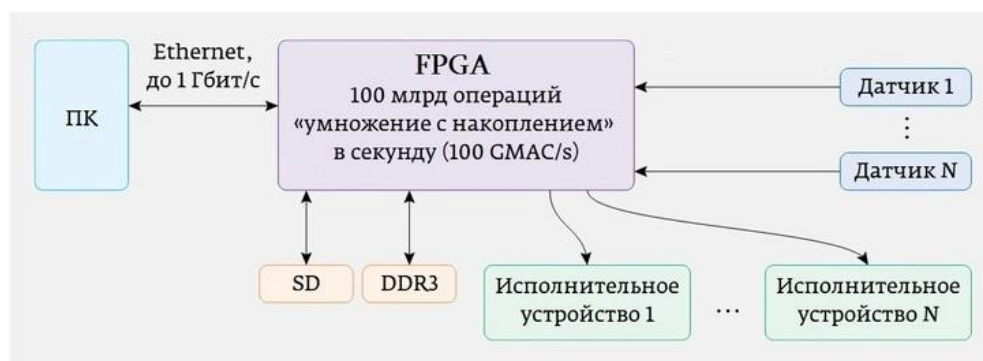 ПК
Ethernet,
до 1 Гбит/с
FPGA
100 млрд операций
«умножение с накоплением»
в секунду (100 GMAC/s)
Датчик 1
⋮
Датчик N
SD
DDR3
Исполнительное
устройство 1
...
Исполнительное
устройство N